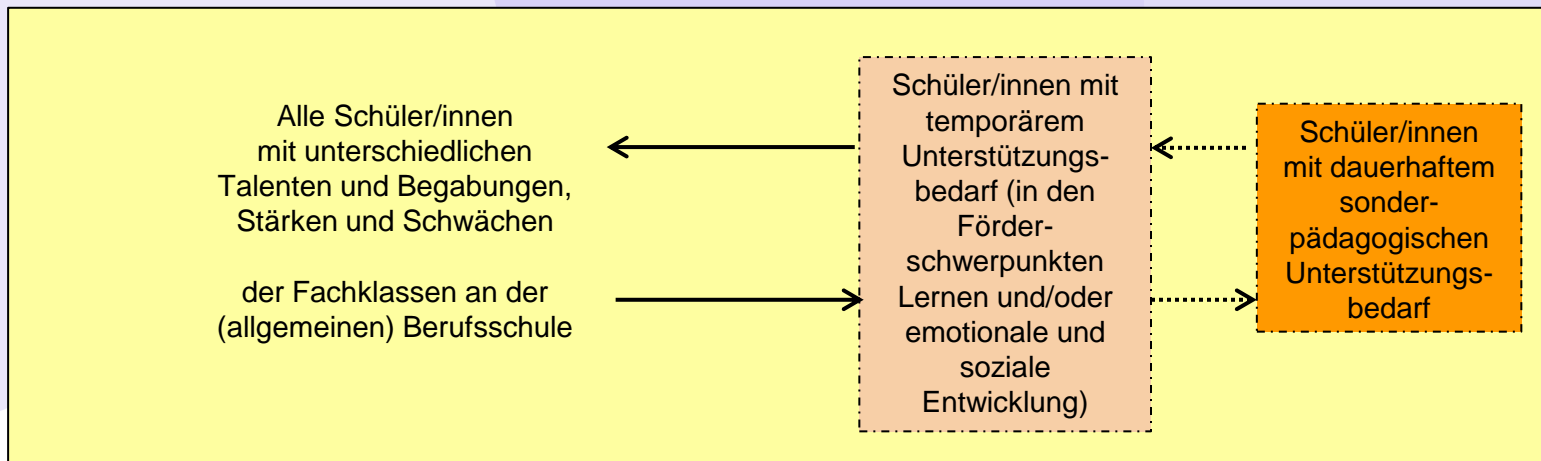 Alle Schüler/innen
mit unterschiedlichen
Talenten und Begabungen,
Stärken und Schwächen
der Fachklassen an der
(allgemeinen) Berufsschule
Schüler/innen mit
temporärem
Unterstützungs-
bedarf (in den
Förder-
schwerpunkten
Lernen und/oder
emotionale und
soziale
Entwicklung)
Schüler/innen
mit dauerhaftem
sonder-
pädagogischen
Unterstützungs-
bedarf